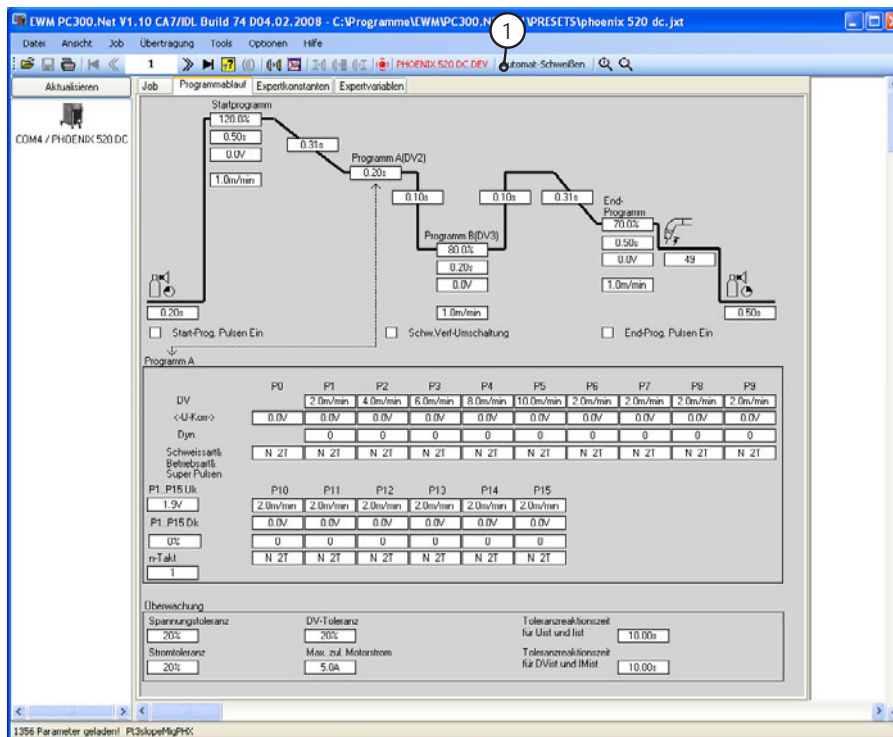 EWM PC300.Net V1.10 CA7/IDL Build 74 D04.02.2008 - C:\Programme\EWM\PC300.N \PRESETS\phoenix 520 dc.jxt
1
Datei Ansicht Job Übertragung Tools Optionen Hilfe
1 PHOENIX 520 DC DEV utomat-Schweißen
Aktualisieren
Job Programmablauf Expertkonstanten Expertvariablen
COM4 / PHOENIX 520 DC
Startprogramm
120.0%
0.50s
0.0V
1.0m/min
0.31s
Programm A(DV2)
0.20s
0.10s
0.10s
0.31s
Programm B(DV3)
80.0%
0.20s
0.0V
1.0m/min
End-
Programm
70.0%
0.50s
0.0V
1.0m/min
49
0.20s
0.50s
Start-Prog. Pulsen Ein
Schw.Verf-Umschaltung
End-Prog. Pulsen Ein
Programm A
P0 P1 P2 P3 P4 P5 P6 P7 P8 P9
DV 2.0m/min 4.0m/min 6.0m/min 8.0m/min 10.0m/min 2.0m/min 2.0m/min 2.0m/min 2.0m/min
<-U-Korr-> 0.0V 0.0V 0.0V 0.0V 0.0V 0.0V 0.0V 0.0V 0.0V 0.0V
Dyn. 0 0 0 0 0 0 0 0 0
Schweissart& N 2T N 2T N 2T N 2T N 2T N 2T N 2T N 2T N 2T N 2T
Betriebsart&
Super Pulsen
P1..P15 Uk P10 P11 P12 P13 P14 P15
1.9V 2.0m/min 2.0m/min 2.0m/min 2.0m/min 2.0m/min 2.0m/min
P1..P15 Dk 0.0V 0.0V 0.0V 0.0V 0.0V 0.0V
0% 0 0 0 0 0 0
n-Takt N 2T N 2T N 2T N 2T N 2T N 2T
1
Überwachung
Spannungstoleranz DV-Toleranz Toleranzreaktionszeit
20% 20% für Uist und Iist 10.00s
Stromtoleranz Max. zul. Motorstrom Toleranzreaktionszeit
20% 5.0A für DVist und IMist 10.00s
1356 Parameter geladen! Pt3slopeMigPHX